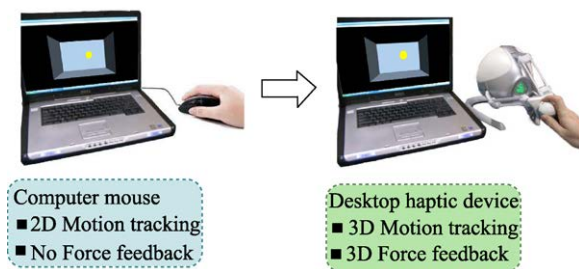 Computer mouse
■ 2D Motion tracking
■ No Force feedback
Desktop haptic device
■ 3D Motion tracking
■ 3D Force feedback